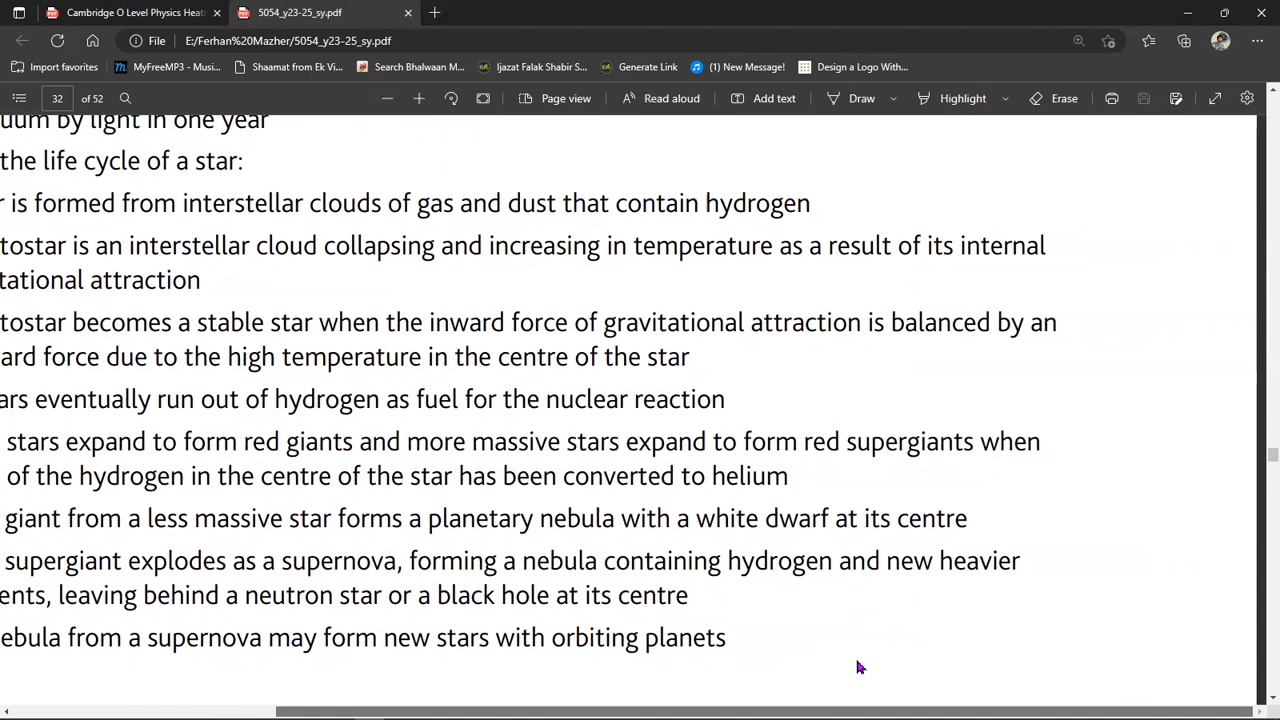 Cambridge O Level Physics Heat
5054_y23-25_sy.pdf
File E:/Ferhan%20Mazher/5054_y23-25_sy.pdf
Import favorites MyFreeMP3 - Musi... Shaamat from Ek Vi... Search Bhalwaan M... Ijazat Falak Shabir S... Generate Link (1) New Message! Design a Logo With...
32 of 52 Page view Read aloud Add text Draw Highlight Erase
uum by light in one year
the life cycle of a star:
r is formed from interstellar clouds of gas and dust that contain hydrogen
tostar is an interstellar cloud collapsing and increasing in temperature as a result of its internal
tational attraction
tostar becomes a stable star when the inward force of gravitational attraction is balanced by an
ard force due to the high temperature in the centre of the star
ars eventually run out of hydrogen as fuel for the nuclear reaction
stars expand to form red giants and more massive stars expand to form red supergiants when
of the hydrogen in the centre of the star has been converted to helium
giant from a less massive star forms a planetary nebula with a white dwarf at its centre
supergiant explodes as a supernova, forming a nebula containing hydrogen and new heavier
ents, leaving behind a neutron star or a black hole at its centre
ebula from a supernova may form new stars with orbiting planets